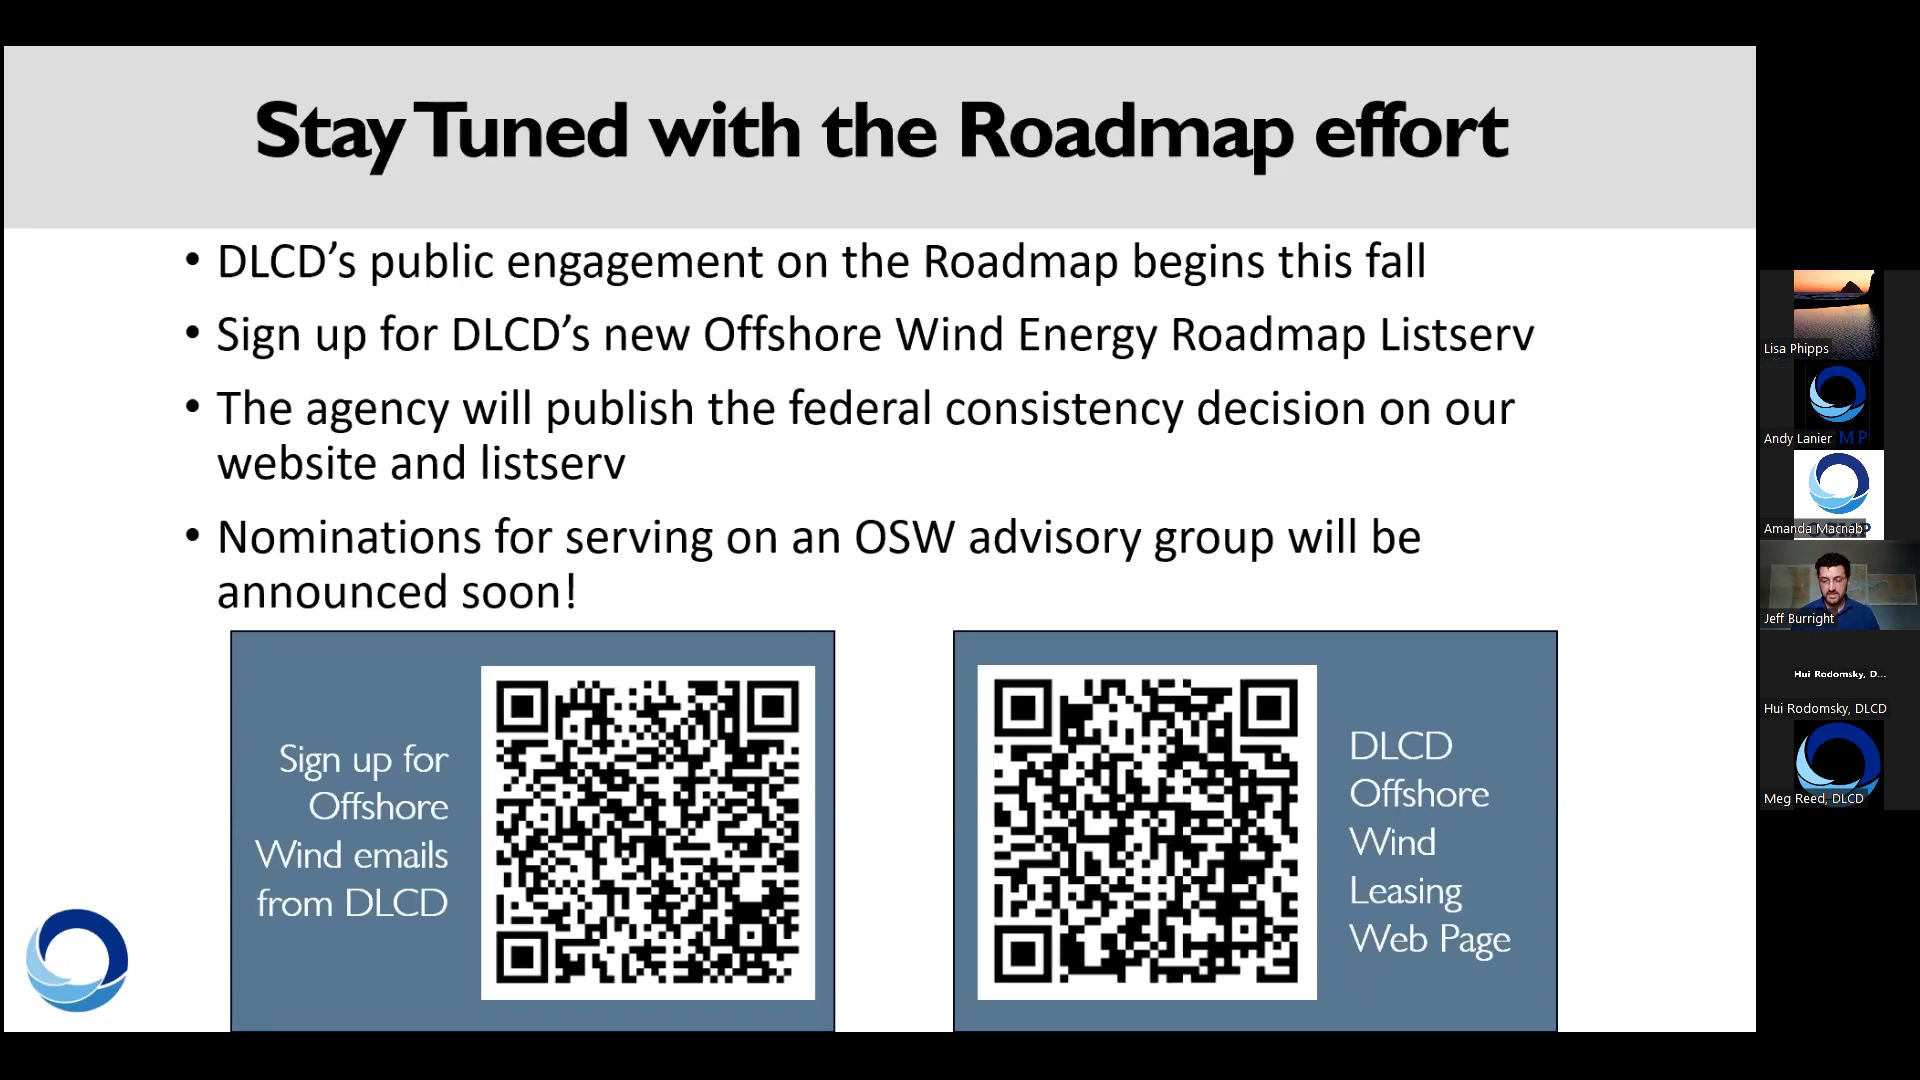 Stay Tuned with the Roadmap effort
• DLCD’s public engagement on the Roadmap begins this fall
• Sign up for DLCD’s new Offshore Wind Energy Roadmap Listserv
• The agency will publish the federal consistency decision on our
website and listserv
• Nominations for serving on an OSW advisory group will be
announced soon!
Sign up for
Offshore
Wind emails
from DLCD
DLCD
Offshore
Wind
Leasing
Web Page
Lisa Phipps
Andy Lanier
Amanda Macnab
Jeff Burright
Hui Rodomsky, D...
Hui Rodomsky, DLCD
Meg Reed, DLCD